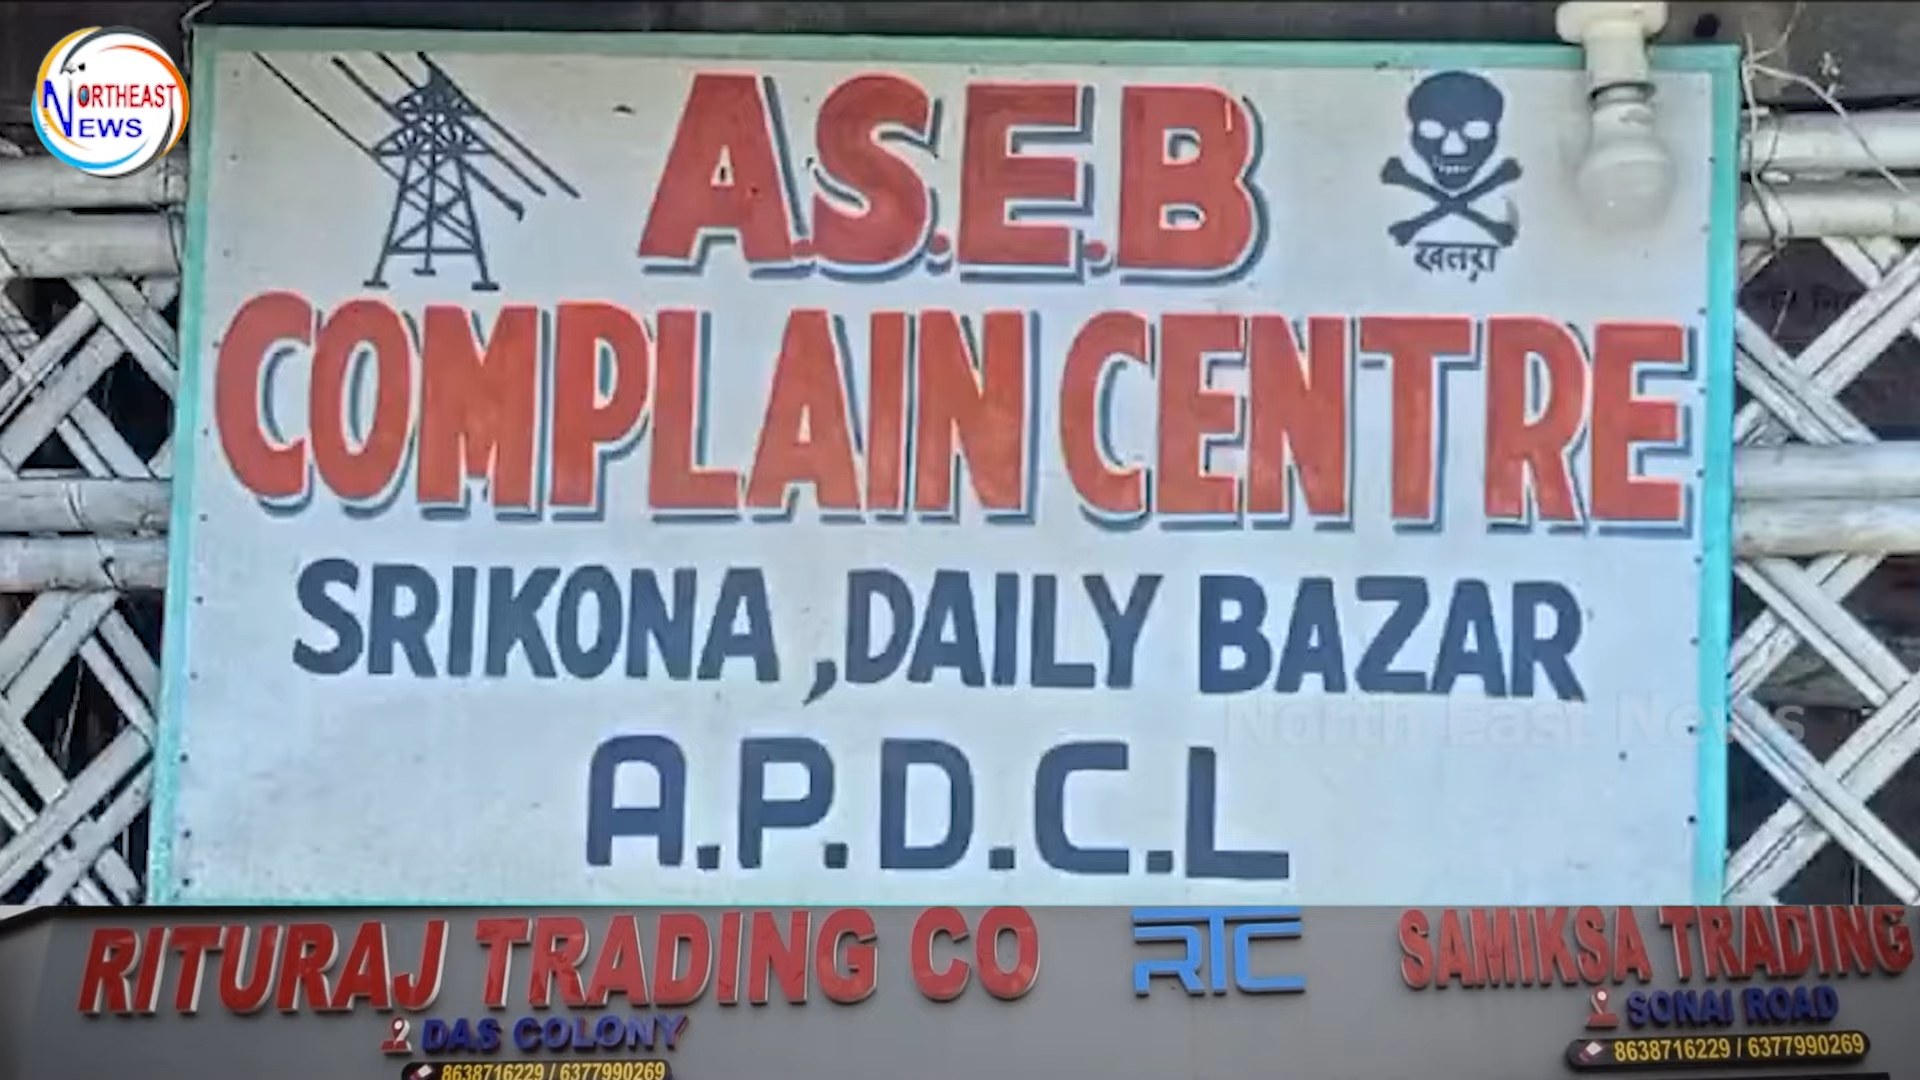 NORTHEAST
NEWS
A.S.E.B
खतरा
COMPLAIN CENTRE
SRIKONA ,DAILY BAZAR
North East News
A.P.D.C.L
RITURAJ TRADING CO
RTC
SAMIKSA TRADING
DAS COLONY
SONAI ROAD
8638716229 / 6377990269
8638716229 / 6377990269